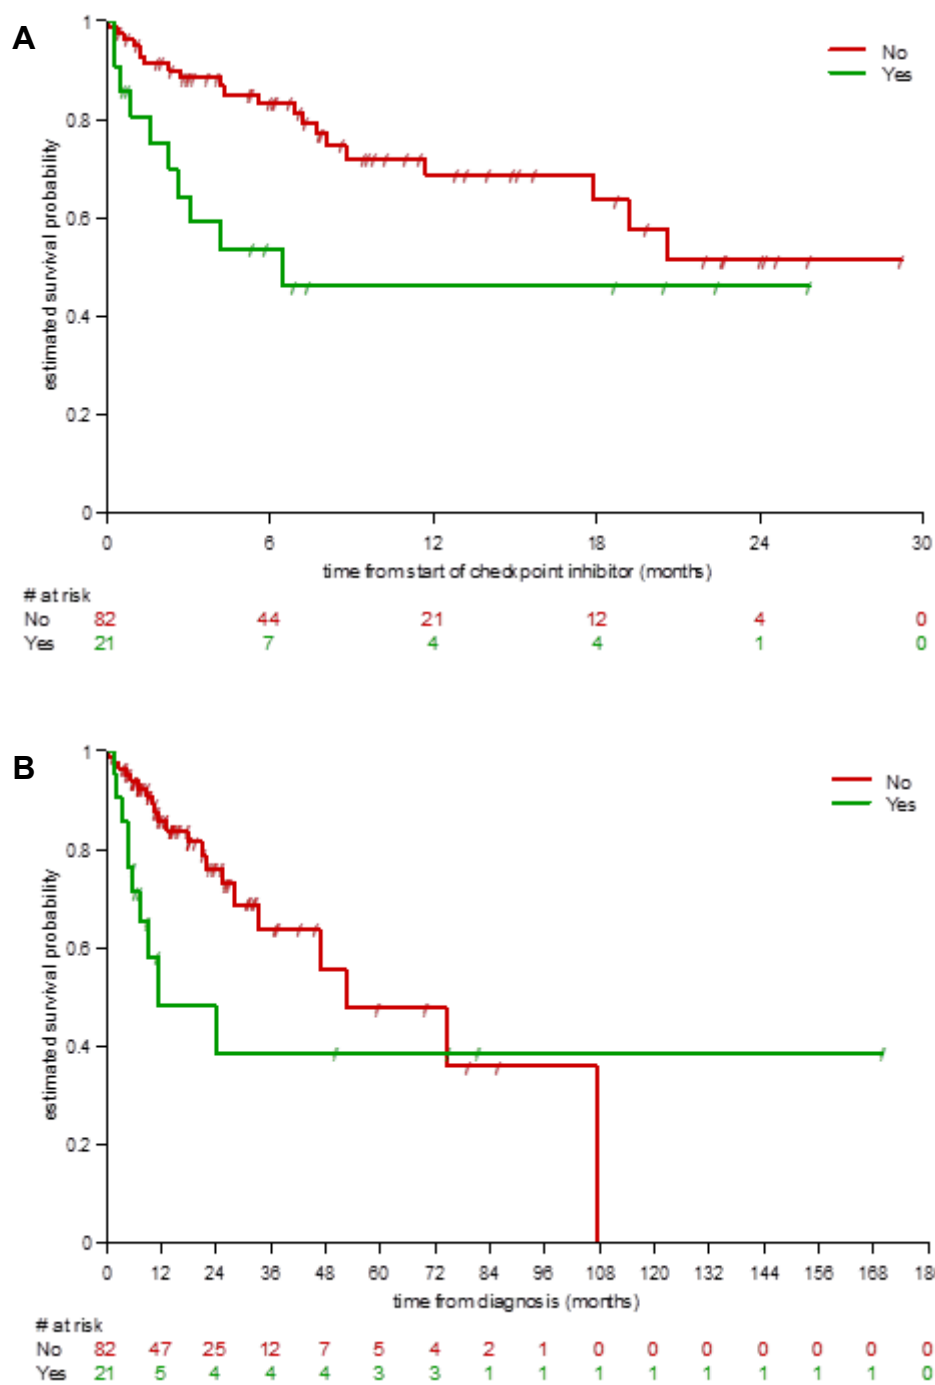 A
No
Yes
1
0.8
0.6
0.4
0.2
0
estimated survival probability
0 6 12 18 24 30
time from start of checkpoint inhibitor (months)
# at risk
No 82 44 21 12 4 0
Yes 21 7 4 4 1 0
B
No
Yes
1
0.8
0.6
0.4
0.2
0
estimated survival probability
0 12 24 36 48 60 72 84 96 108 120 132 144 156 168 18
time from diagnosis (months)
# at risk
No 82 47 25 12 7 5 4 2 1 0 0 0 0 0 0 0
Yes 21 5 4 4 4 3 3 1 1 1 1 1 1 1 1 0